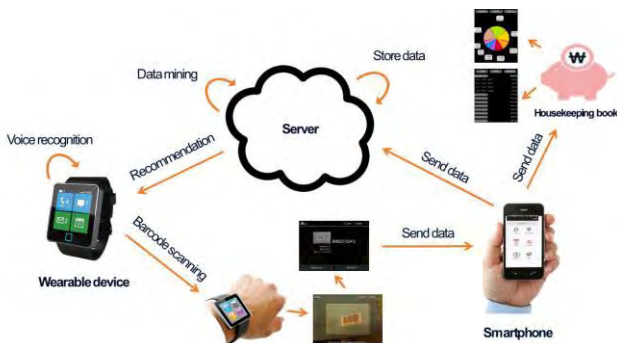 Store data
Data mining
Server
Housekeeping book
Voice recognition
Recommendation
Send data
Send data
Barcode scanning
Send data
Wearable device
Smartphone
₩